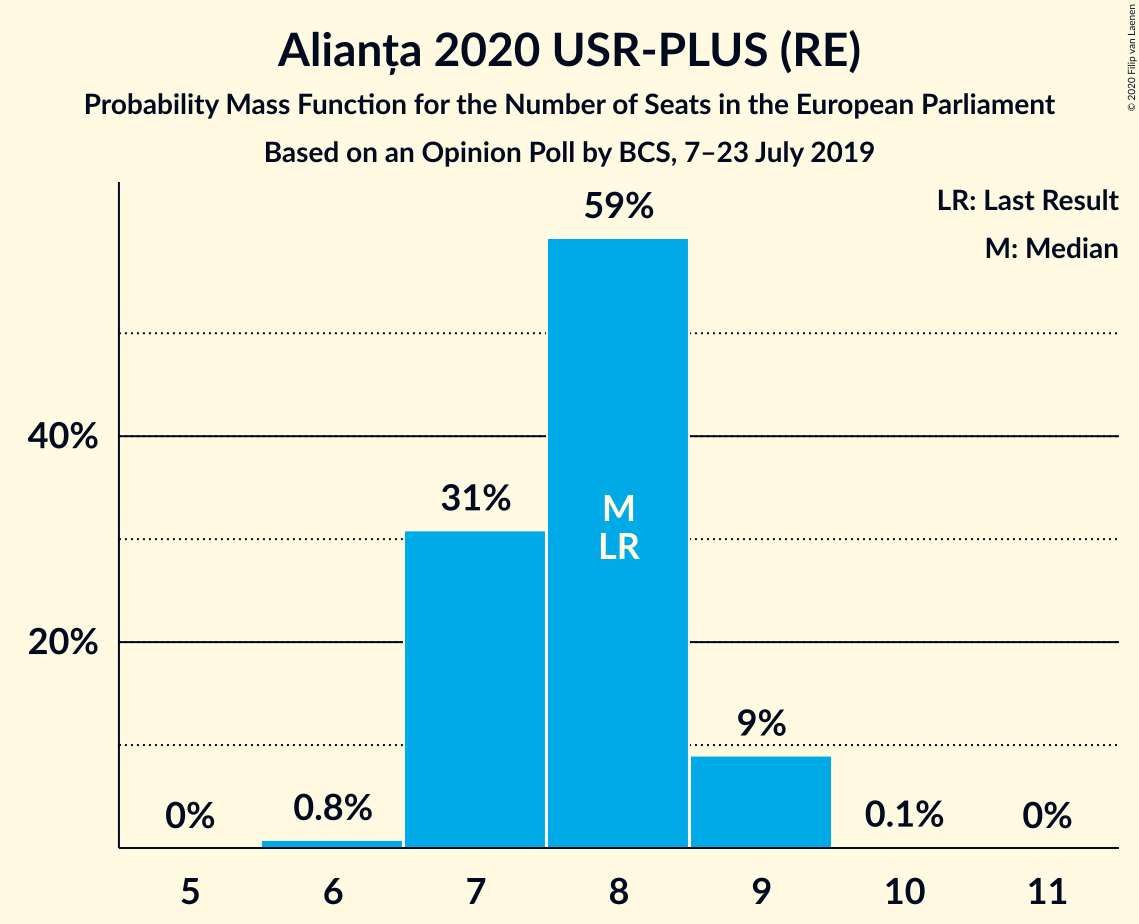 Alianța 2020 USR-PLUS (RE)
Probability Mass Function for the Number of Seats in the European Parliament
Based on an Opinion Poll by BCS, 7–23 July 2019
© 2020 Filip van Laenen
LR: Last Result
M: Median
59%
40%
31%
M
LR
20%
9%
0%
0.8%
0.1%
0%
5
6
7
8
9
10
11